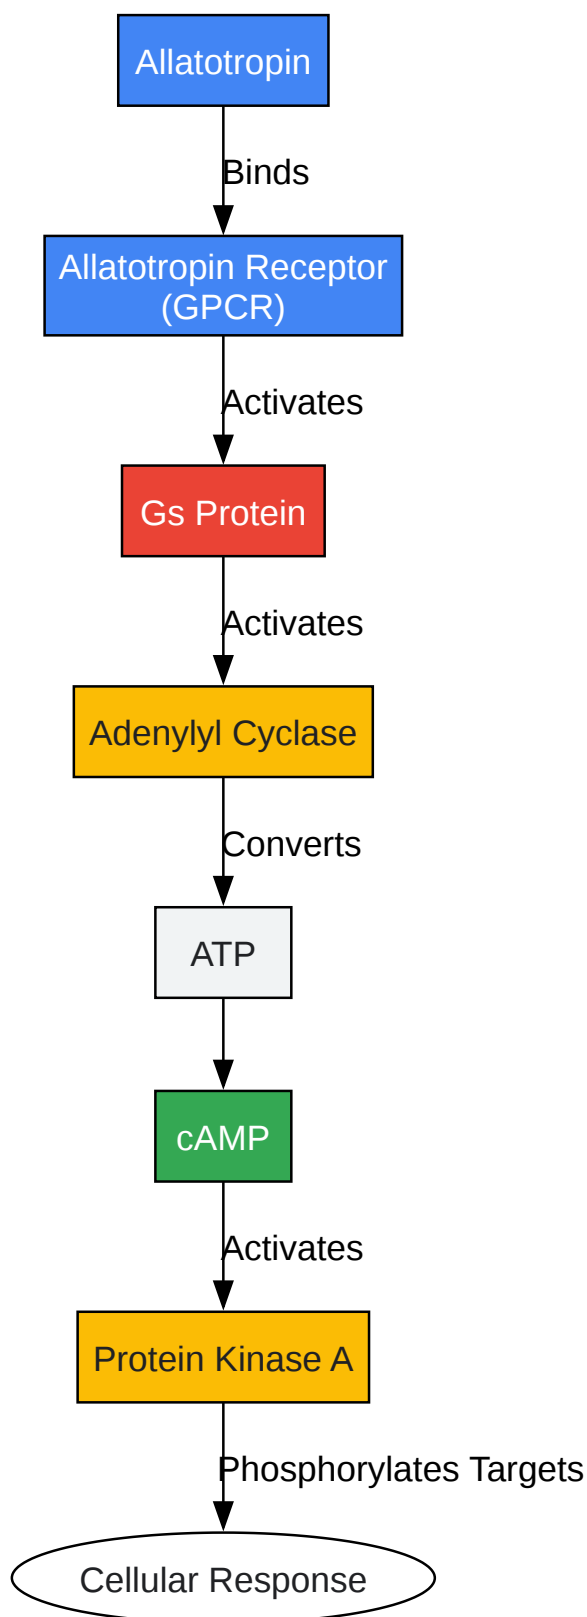 Allatotropin
Binds
Allatotropin Receptor
(GPCR)
Activates
Gs Protein
Activates
Adenylyl Cyclase
Converts
ATP
cAMP
Activates
Protein Kinase A
Phosphorylates Targets
Cellular Response